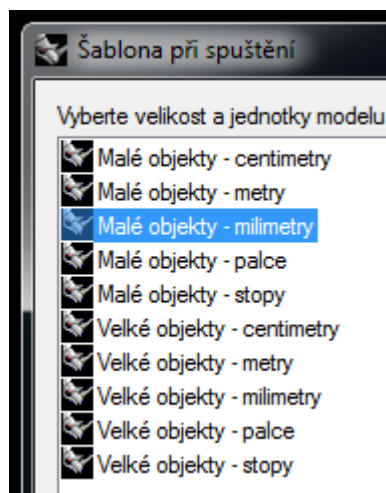 Šablona při spuštění
Vyberte velikost a jednotky modelu
Malé objekty - centimetry
Malé objekty - metry
Malé objekty - milimetry
Malé objekty - palce
Malé objekty - stopy
Velké objekty - centimetry
Velké objekty - metry
Velké objekty - milimetry
Velké objekty - palce
Velké objekty - stopy